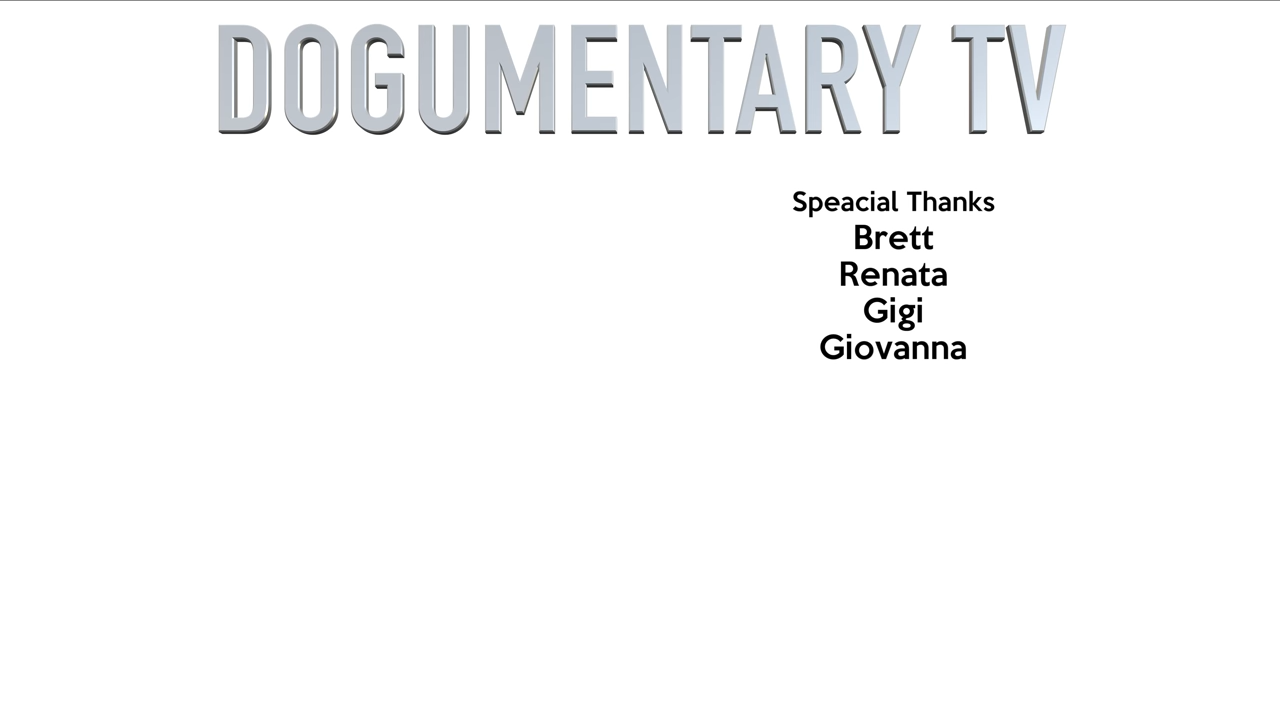 DOGUMENTARY TV
Speacial Thanks
Brett
Renata
Gigi
Giovanna